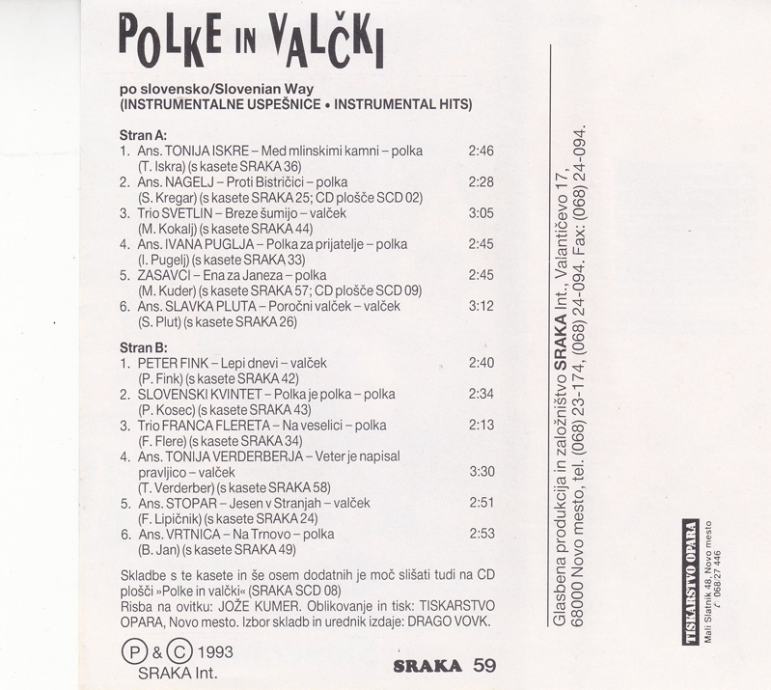 POLKE IN VALČKI
po slovensko/Slovenian Way
(INSTRUMENTALNE USPEŠNICE • INSTRUMENTAL HITS)
Stran A:
1. Ans. TONIJA ISKRE – Med mlinskimi kamni – polka 2:46
(T. Iskra) (s kasete SRAKA 36)
2. Ans. NAGELJ – Proti Bistričici – polka 2:28
(S. Kregar) (s kasete SRAKA 25; CD plošče SCD 02)
3. Trio SVETLIN – Breze šumijo – valček 3:05
(M. Kokalj) (s kasete SRAKA 44)
4. Ans. IVANA PUGLJA – Polka za prijatelje – polka 2:45
(I. Pugelj) (s kasete SRAKA 33)
5. ZASAVCI – Ena za Janeza – polka 2:45
(M. Kuder) (s kasete SRAKA 57; CD plošče SCD 09)
6. Ans. SLAVKA PLUTA – Poročni valček – valček 3:12
(S. Plut) (s kasete SRAKA 26)
Stran B:
1. PETER FINK – Lepi dnevi – valček 2:40
(P. Fink) (s kasete SRAKA 42)
2. SLOVENSKI KVINTET – Polka je polka – polka 2:34
(P. Kosec) (s kasete SRAKA 43)
3. Trio FRANCA FLERETA – Na veselici – polka 2:13
(F. Flere) (s kasete SRAKA 34)
4. Ans. TONIJA VERDERBERJA – Veter je napisal
pravljico – valček 3:30
(T. Verderber) (s kasete SRAKA 58)
5. Ans. STOPAR – Jesen v Stranjah – valček 2:51
(F. Lipičnik) (s kasete SRAKA 24)
6. Ans. VRTNICA – Na Trnovo – polka 2:53
(B. Jan) (s kasete SRAKA 49)
Skladbe s te kasete in še osem dodatnih je moč slišati tudi na CD
plošči »Polke in valčki« (SRAKA SCD 08)
Risba na ovitku: JOŽE KUMER. Oblikovanje in tisk: TISKARSTVO
OPARA, Novo mesto. Izbor skladb in urednik izdaje: DRAGO VOVK.
Ⓟ & Ⓒ 1993
SRAKA Int.
SRAKA 59
Glasbena produkcija in založništvo SRAKA Int., Valantičevo 17,
68000 Novo mesto, tel. (068) 23-174, (068) 24-094. Fax: (068) 24-094.
TISKARSTVO OPARA
Mali Slatnik 48, Novo mesto
✆ 068/27 446